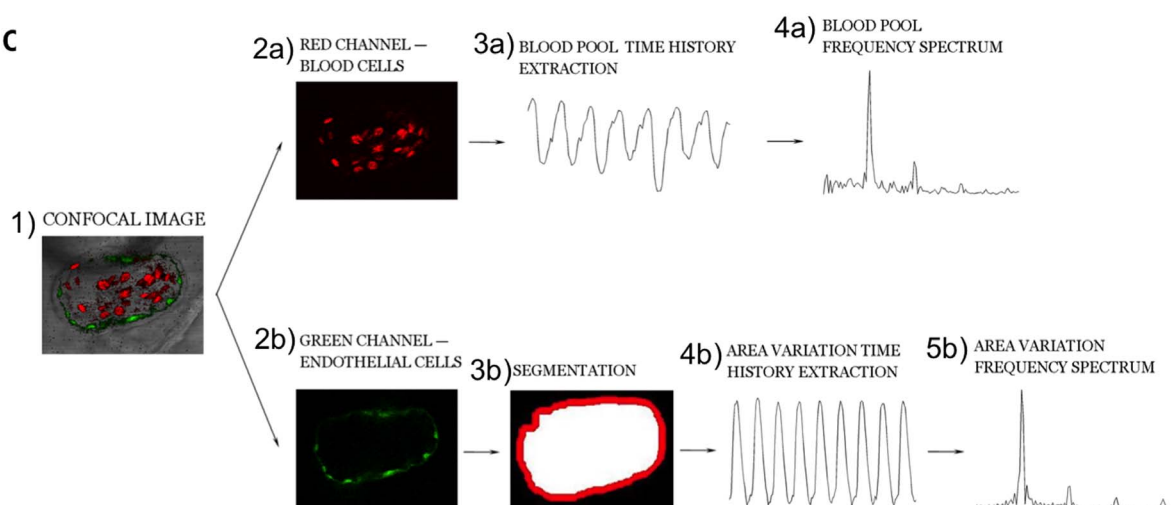 C
1) CONFOCAL IMAGE
2a) RED CHANNEL –
BLOOD CELLS
3a) BLOOD POOL TIME HISTORY
EXTRACTION
4a) BLOOD POOL
FREQUENCY SPECTRUM
2b) GREEN CHANNEL –
ENDOTHELIAL CELLS
3b) SEGMENTATION
4b) AREA VARIATION TIME
HISTORY EXTRACTION
5b) AREA VARIATION
FREQUENCY SPECTRUM